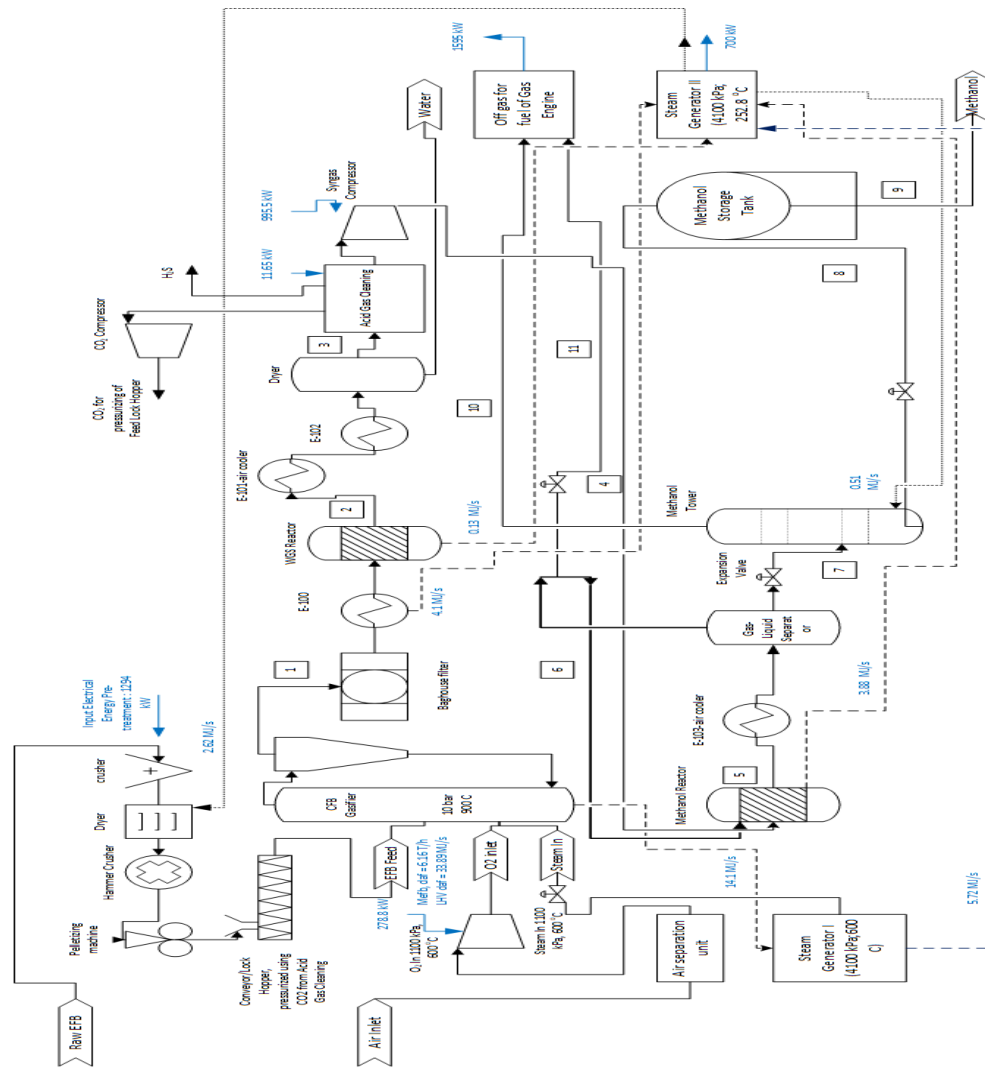 Raw EFB
Input Electrical
Energy Pre-
treatment : 1294
kW
crusher
Dryer
2.62 MJ/s
Hammer Crusher
Pelletizing
machine
Conveyor/Lock
Hopper,
pressurized using
CO2 from Acid
Gas Cleaning
CO₂ Compressor
CO₂ for
pressurizing of
Feed Lock Hopper
H₂S
11.65 kW
995.5 kW
Syngas
Compressor
Acid Gas Cleaning
3
Dryer
E-102
E-101-air cooler
2
WGS Reactor
0.13 MJ/s
E-100
4.1 MJ/s
1
Baghouse filter
CFB
Gasifier
10 bar
900 C
EFB Feed
278.8 kW
Mefb, daf = 6.16 T/h
LHV daf = 33.89 MJ/s
O2 inlet
O₂ In 1100 kPa,
600 °C
Steam In
Steam In 1100
kPa, 600 °C
Air Inlet
Air separation
unit
Steam
Generator I
(4100 kPa;600
C)
14.1 MJ/s
5.72 MJ/s
Water
1595 kW
Off gas for
fuel of Gas
Engine
Steam
Generator II
(4100 kPa;
252.8 °C
700 kW
10
11
4
6
Methanol
Tower
0.51
MJ/s
Expansion
Valve
7
Gas-
Liquid
Separat
or
3.88 MJ/s
E-103-air cooler
5
Methanol Reactor
Methanol
Storage
Tank
8
9
Methanol